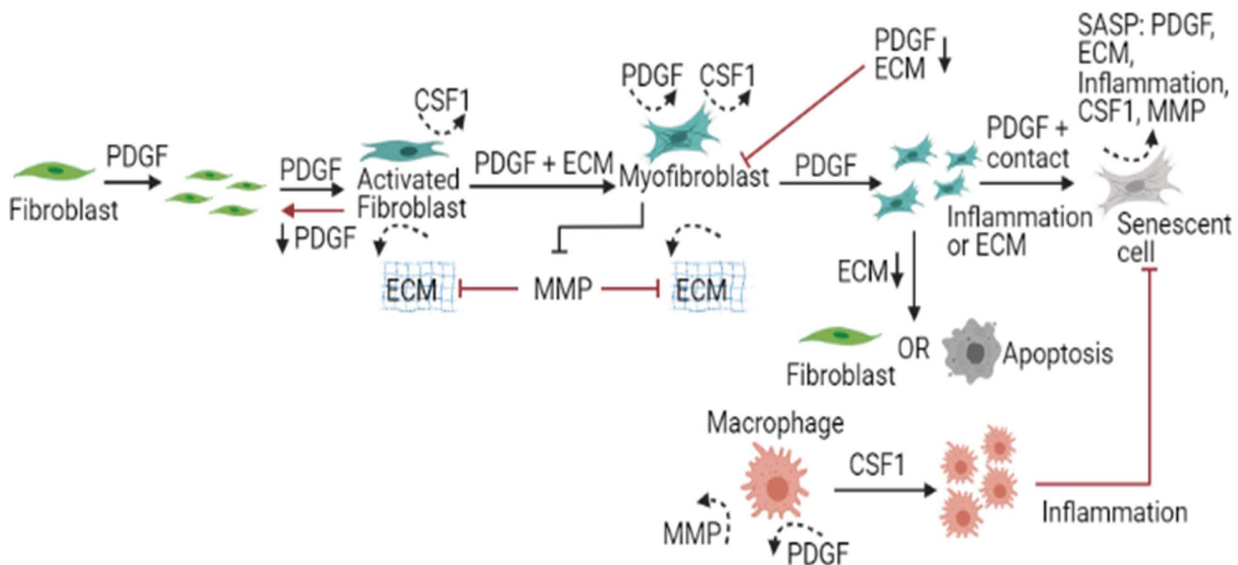 SASP: PDGF,
ECM,
Inflammation,
CSF1, MMP
PDGF
ECM
PDGF
CSF1
CSF1
PDGF
PDGF
PDGF + ECM
Myofibroblast
PDGF
PDGF +
contact
Fibroblast
Activated
Fibroblast
PDGF
Inflammation
or ECM
Senescent
cell
ECM
MMP
ECM
ECM
Fibroblast
OR
Apoptosis
Macrophage
CSF1
MMP
PDGF
Inflammation